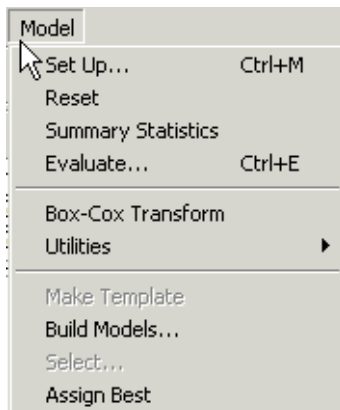 Model
Set Up... Ctrl+M
Reset
Summary Statistics
Evaluate... Ctrl+E
Box-Cox Transform
Utilities
Make Template
Build Models...
Select...
Assign Best